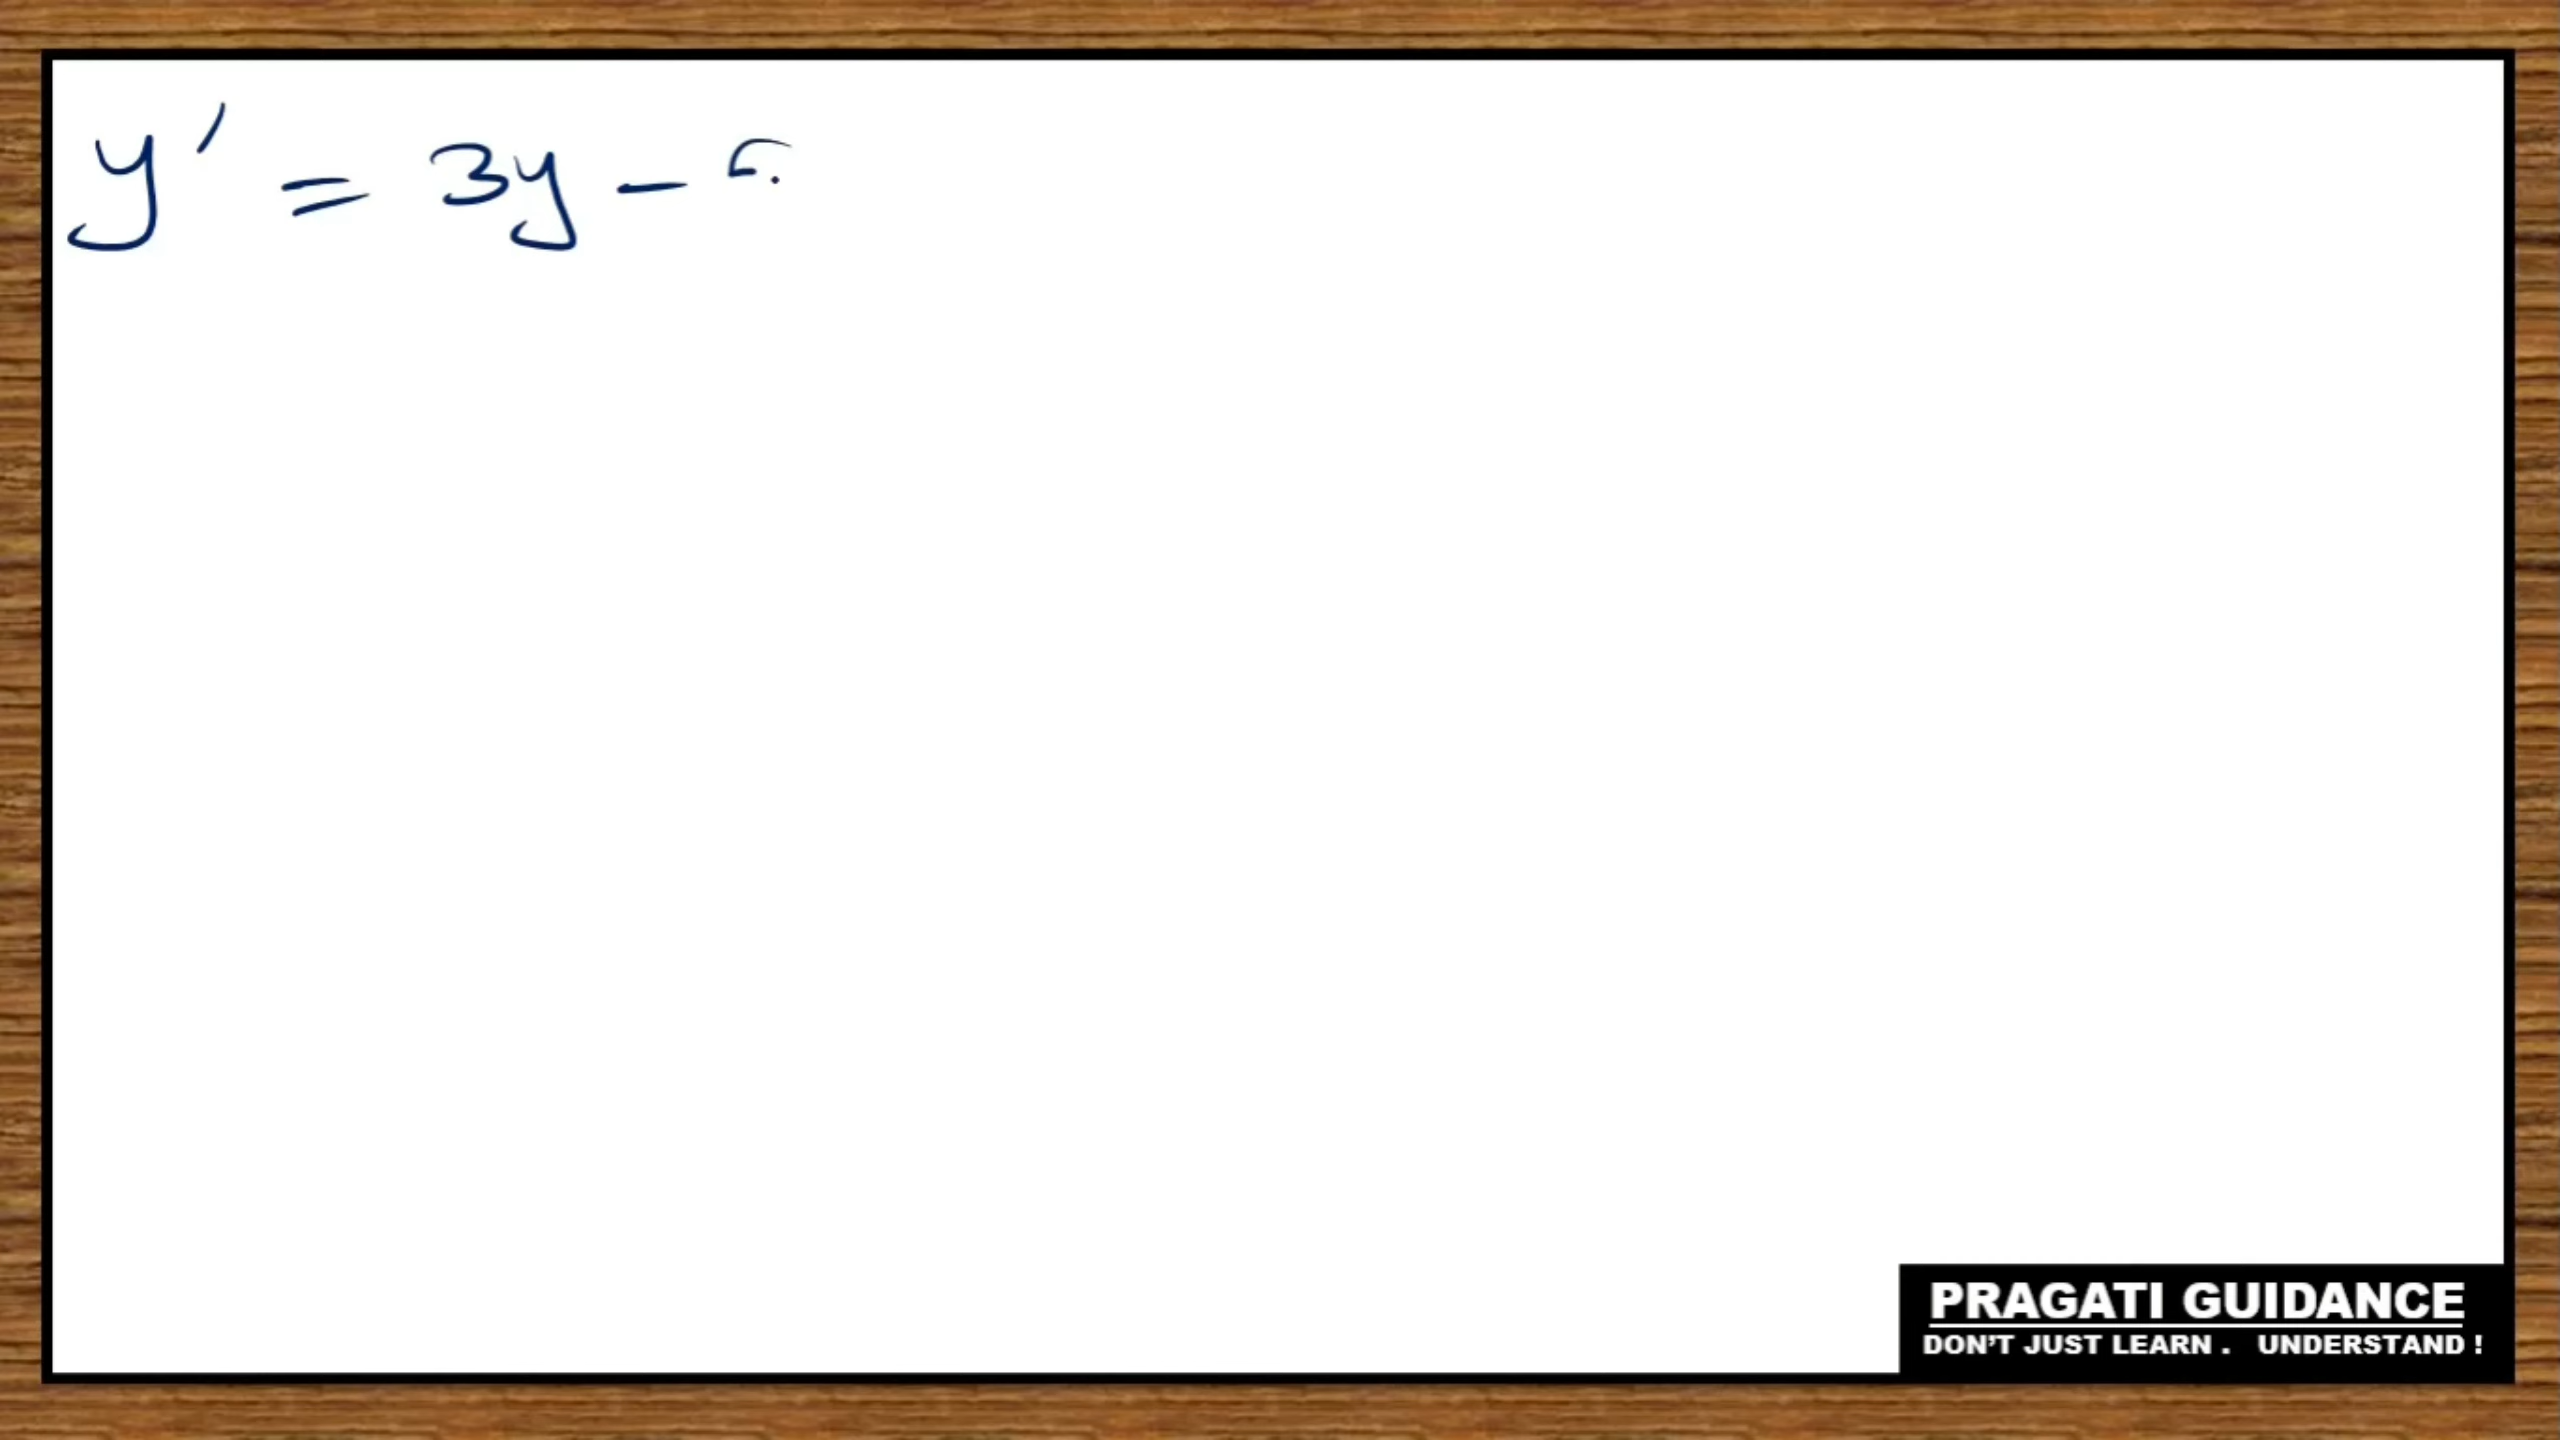 y' = 3y -
PRAGATI GUIDANCE
DON'T JUST LEARN . UNDERSTAND !